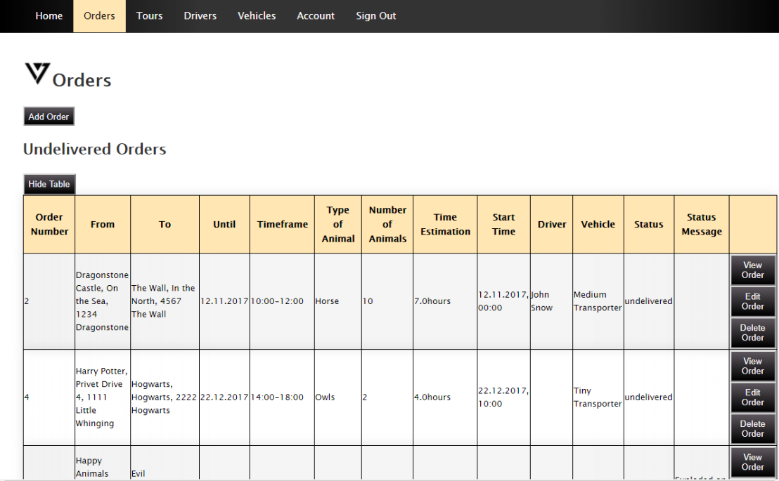 Home Orders Tours Drivers Vehicles Account Sign Out
Orders
Add Order
Undelivered Orders
Hide Table
Order Number From To Until Timeframe Type of Animal Number of Animals Time Estimation Start Time Driver Vehicle Status Status Message
2 Dragonstone Castle, On the Sea, 1234 Dragonstone The Wall, In the North, 4567 The Wall 12.11.2017 10:00-12:00 Horse 10 7.0hours 12.11.2017, 00:00 John Snow Medium Transporter undelivered View Order Edit Order Delete Order
4 Harry Potter, Privet Drive 4, 1111 Little Whinging Hogwarts, Hogwarts, 2222 Hogwarts 22.12.2017 14:00-18:00 Owls 2 4.0hours 22.12.2017, 10:00 Tiny Transporter undelivered View Order Edit Order Delete Order
Happy Animals Evil View Order